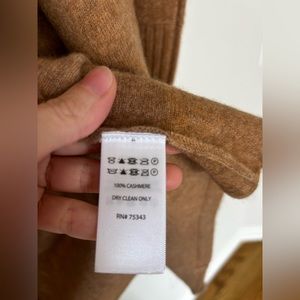 100% CASHMERE
DRY CLEAN ONLY
RN# 75343